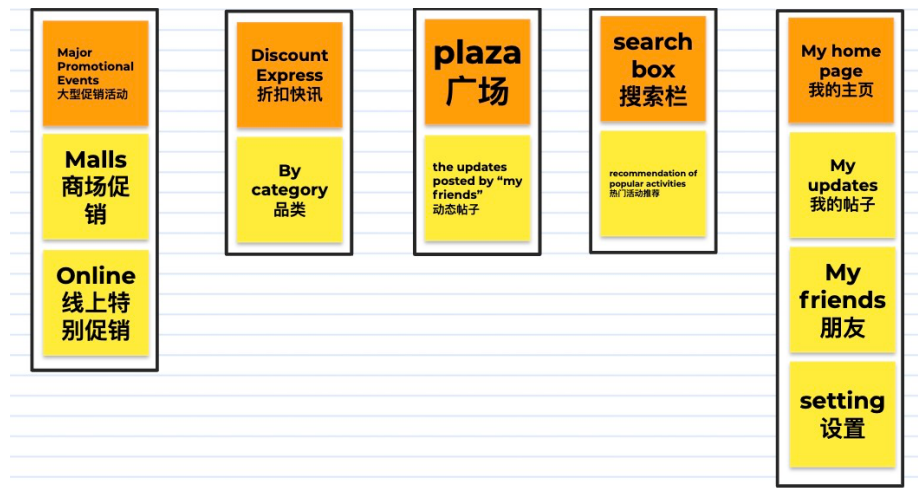 Major
Promotional
Events
大型促销活动
Malls
商场促
销
Online
线上特
别促销
Discount
Express
折扣快讯
By
category
品类
plaza
广场
the updates
posted by “my
friends”
动态帖子
search
box
搜索栏
recommendation of
popular activities
热门活动推荐
My home
page
我的主页
My
updates
我的帖子
My
friends
朋友
setting
设置